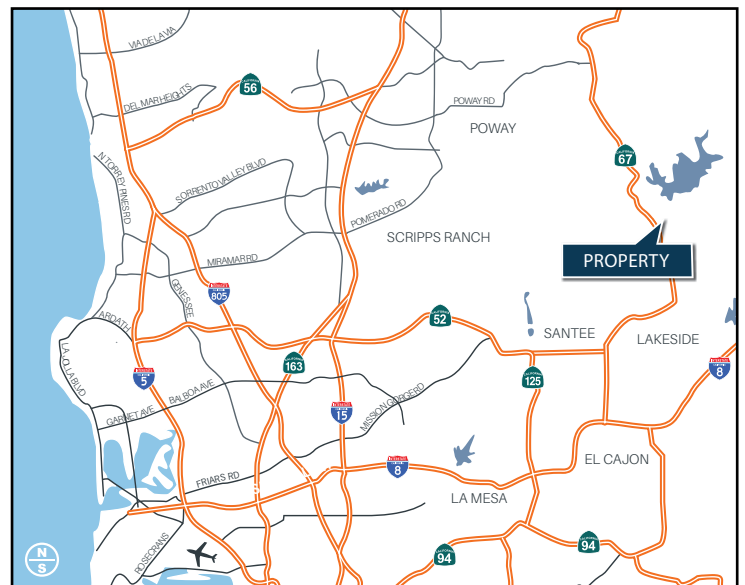 VIA DE LA VIA
DEL MAR HEIGHTS
56
POWAY RD
POWAY
67
N TORREY PINES RD
SORRENTO VALLEY BLVD
POMERADO RD
SCRIPPS RANCH
PROPERTY
MIRAMAR RD
GENESSEE
805
ARDATH
52
SANTEE
LAKESIDE
LA JOLLA BLVD
163
5
125
8
BALBOA AVE
GARNET AVE
15
MISSION GORGE RD
EL CAJON
FRIARS RD
8
LA MESA
ROSECRANS
94
94
N
S